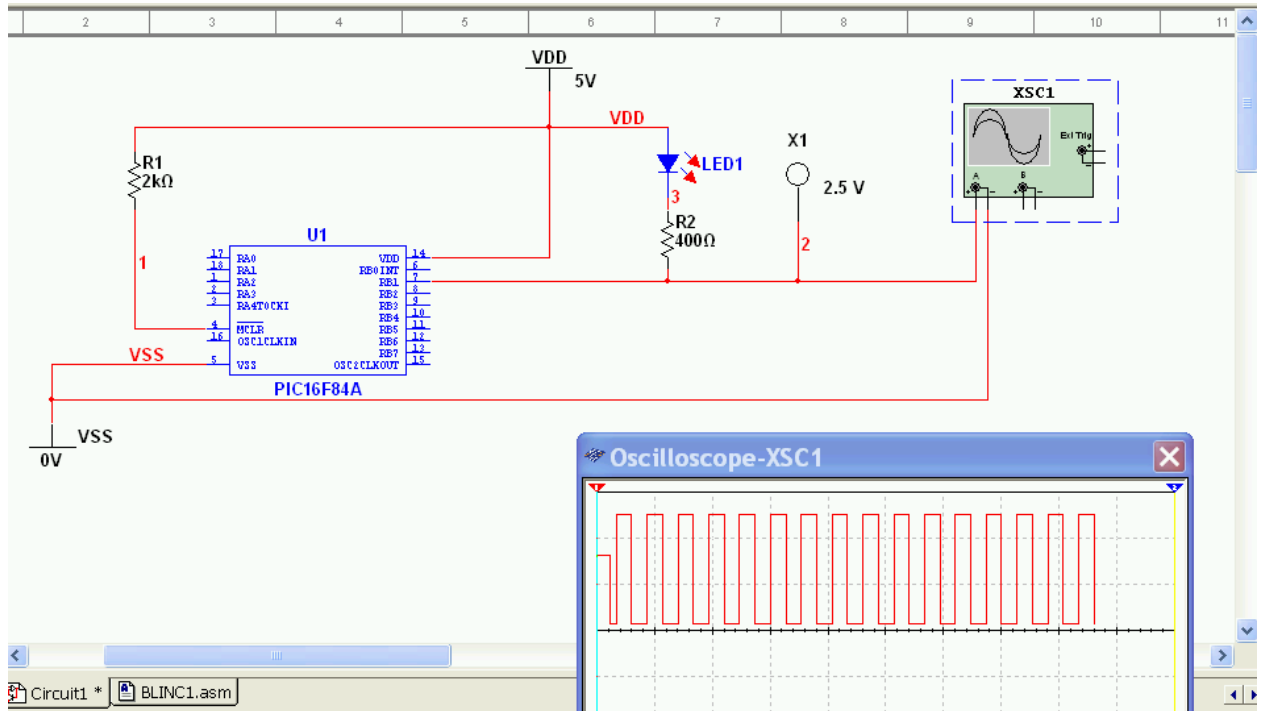 2 3 4 5 6 7 8 9 10 11
VDD
5V
XSC1
VDD
Ext Trig
X1
R1
2kΩ
LED1
2.5 V
A B
3
R2
400Ω
U1
2
1
17 RA0 VDD 14
18 RA1 RB0INT 6
1 RA2 RB1 7
2 RA3 RB2 8
3 RA4T0CKI RB3 9
RB4 10
4 MCLR RB5 11
16 OSC1CLKIN RB6 12
RB7 13
VSS
5 VSS OSC2CLKOUT 15
PIC16F84A
VSS
0V
Oscilloscope-XSC1
1 2
Circuit1 * BLINC1.asm